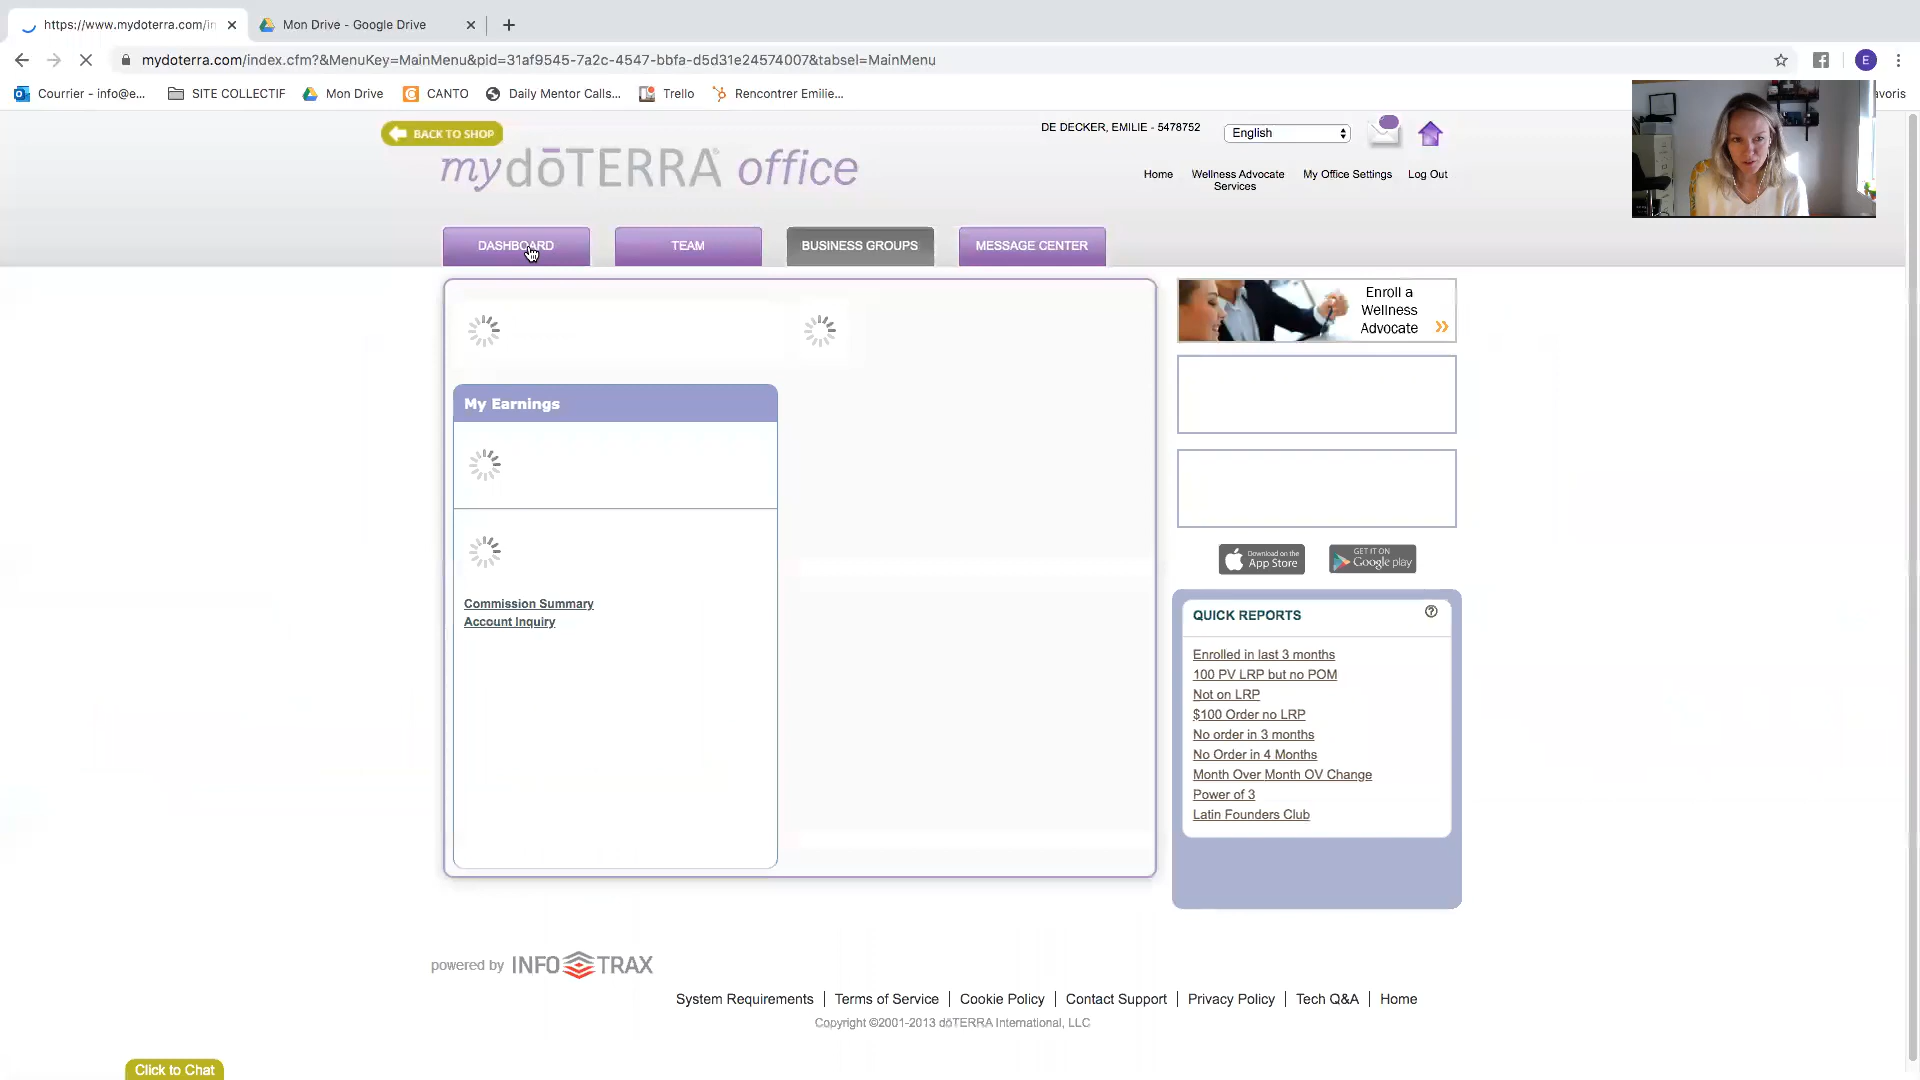 https://www.mydoterra.com/in
Mon Drive - Google Drive
mydoterra.com/index.cfm?&MenuKey=MainMenu&pid=31af9545-7a2c-4547-bbfa-d5d31e24574007&tabsel=MainMenu
E
Courrier - info@e...
SITE COLLECTIF
Mon Drive
CANTO
Daily Mentor Calls...
Trello
Rencontrer Emilie...
avoris
BACK TO SHOP
DE DECKER, EMILIE - 5478752
English
mydōTERRA® office
Home
Wellness Advocate
Services
My Office Settings
Log Out
DASHBOARD
TEAM
BUSINESS GROUPS
MESSAGE CENTER
Enroll a
Wellness
Advocate
My Earnings
Commission Summary
Account Inquiry
Download on the
App Store
GET IT ON
Google play
QUICK REPORTS
Enrolled in last 3 months
100 PV LRP but no POM
Not on LRP
$100 Order no LRP
No order in 3 months
No Order in 4 Months
Month Over Month OV Change
Power of 3
Latin Founders Club
powered by INFOTRAX
System Requirements | Terms of Service | Cookie Policy | Contact Support | Privacy Policy | Tech Q&A | Home
Copyright ©2001-2013 dōTERRA International, LLC
Click to Chat